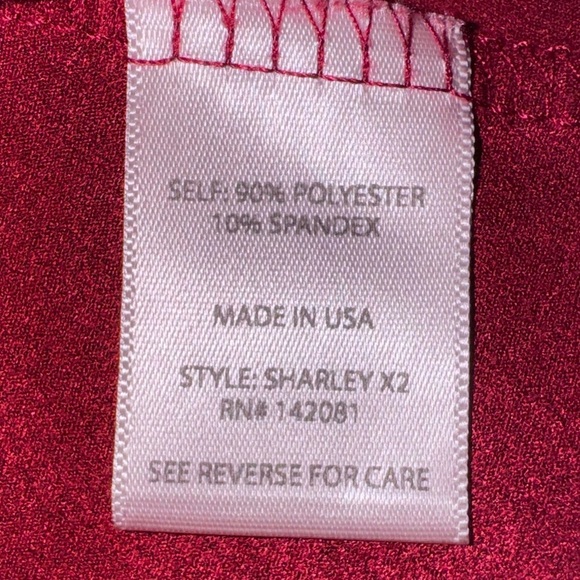 SELF: 90% POLYESTER
10% SPANDEX
MADE IN USA
STYLE: SHARLEY X2
RN# 142081
SEE REVERSE FOR CARE